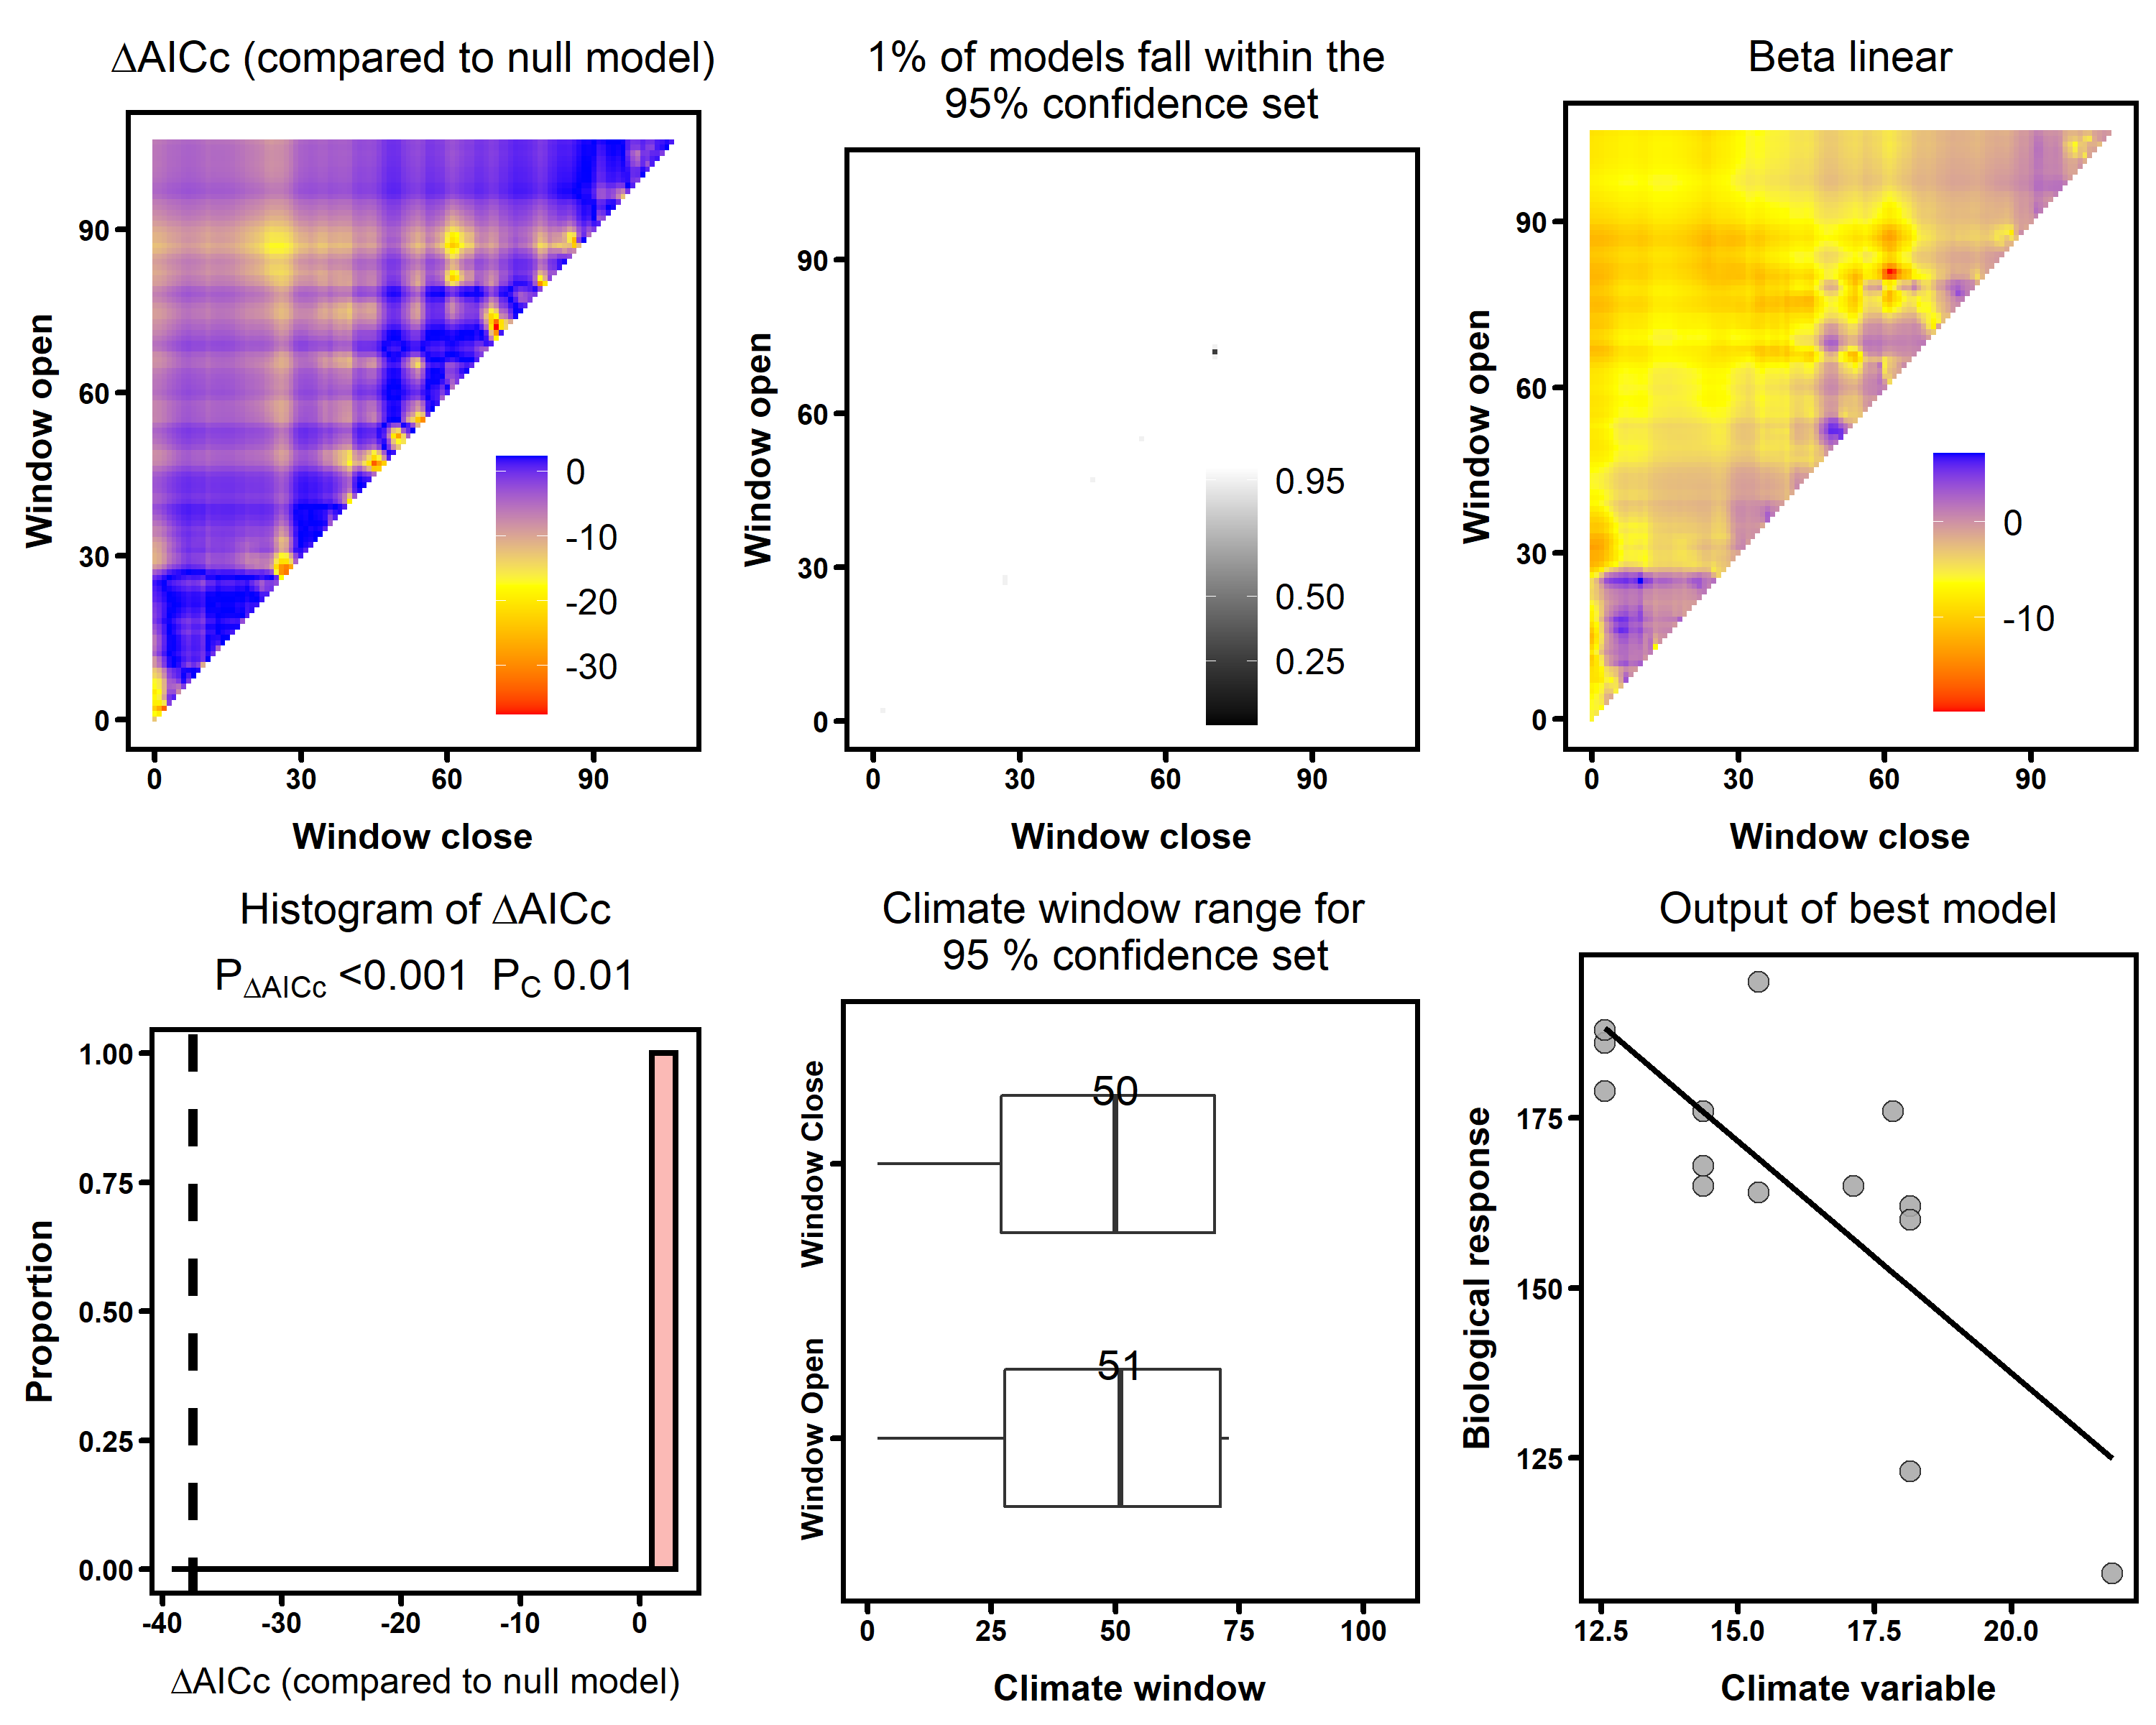 ΔAICc (compared to null model)
Window open
90
60
30
0
0
-10
-20
-30
0
30
60
90
Window close
1% of models fall within the
95% confidence set
Window open
90
60
30
0
0.95
0.50
0.25
0
30
60
90
Window close
Beta linear
Window open
90
60
30
0
0
-10
0
30
60
90
Window close
Histogram of ΔAICc
PΔAICc <0.001 PC 0.01
Proportion
1.00
0.75
0.50
0.25
0.00
-40
-30
-20
-10
0
ΔAICc (compared to null model)
Climate window range for
95 % confidence set
Window Close
50
Window Open
51
0
25
50
75
100
Climate window
Output of best model
Biological response
175
150
125
12.5
15.0
17.5
20.0
Climate variable